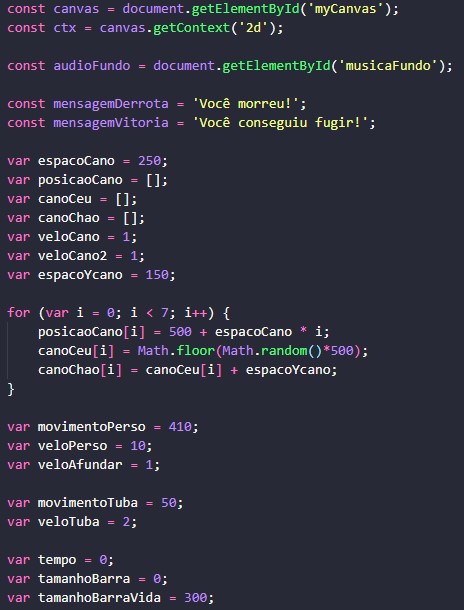 const canvas = document.getElementById('myCanvas');
const ctx = canvas.getContext('2d');

const audioFundo = document.getElementById('musicaFundo');

const mensagemDerrota = 'Você morreu!';
const mensagemVitoria = 'Você conseguiu fugir!';

var espacoCano = 250;
var posicaoCano = [];
var canoCeu = [];
var canoChao = [];
var veloCano = 1;
var veloCano2 = 1;
var espacoYcano = 150;

for (var i = 0; i < 7; i++) {
    posicaoCano[i] = 500 + espacoCano * i;
    canoCeu[i] = Math.floor(Math.random()*500);
    canoChao[i] = canoCeu[i] + espacoYcano;
}

var movimentoPerso = 410;
var veloPerso = 10;
var veloAfundar = 1;

var movimentoTuba = 50;
var veloTuba = 2;

var tempo = 0;
var tamanhoBarra = 0;
var tamanhoBarraVida = 300;